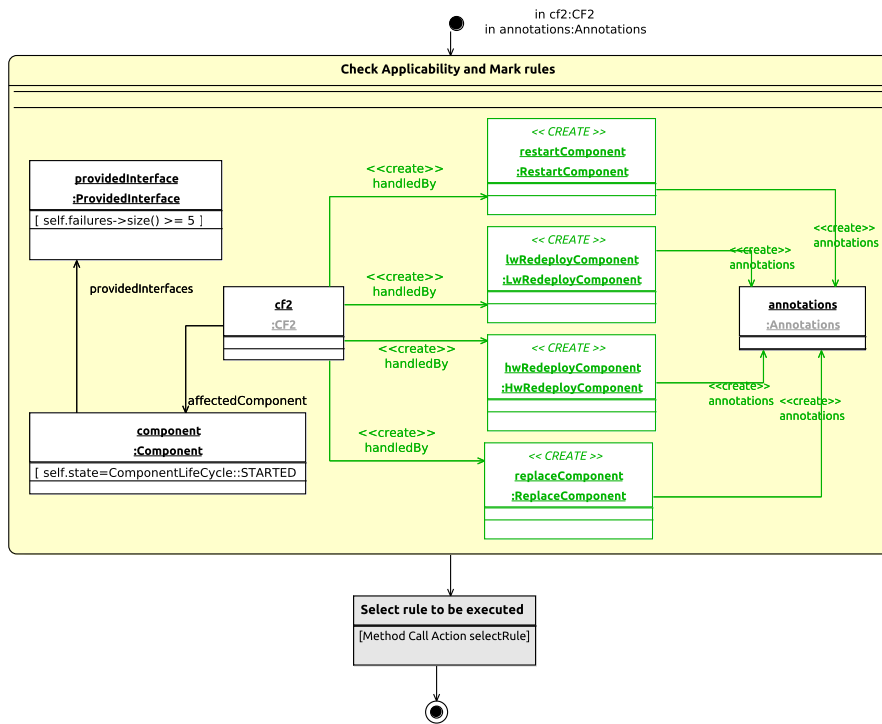 in cf2:CF2
in annotations:Annotations
Check Applicability and Mark rules
<< CREATE >>
restartComponent
:RestartComponent
<<create>>
handledBy
providedInterface
:ProvidedInterface
[ self.failures->size() >= 5 ]
<<create>>
annotations
<< CREATE >>
lwRedeployComponent
:LwRedeployComponent
<<create>>
annotations
<<create>>
handledBy
providedInterfaces
cf2
:CF2
annotations
:Annotations
<< CREATE >>
hwRedeployComponent
:HwRedeployComponent
<<create>>
handledBy
<<create>>
annotations
<<create>>
annotations
affectedComponent
component
:Component
[ self.state=ComponentLifeCycle::STARTED
<<create>>
handledBy
<< CREATE >>
replaceComponent
:ReplaceComponent
Select rule to be executed
[Method Call Action selectRule]